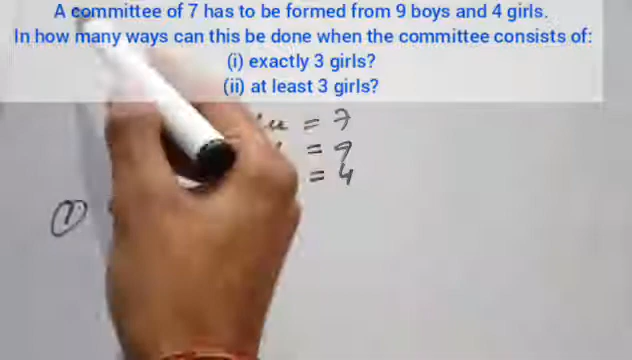 A committee of 7 has to be formed from 9 boys and 4 girls.
In how many ways can this be done when the committee consists of:
(i) exactly 3 girls?
(ii) at least 3 girls?
= 7
= 9
= 4
①